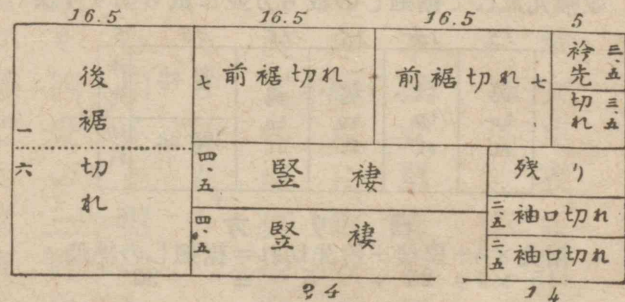 16.5 16.5 16.5 5
後裾切れ
一六
七
前裾切れ
前裾切れ
七
衿先
切れ
三.五
三.五
四.五
竪褄
残り
四.五
竪褄
二.五
袖口切れ
二.五
袖口切れ
24 14